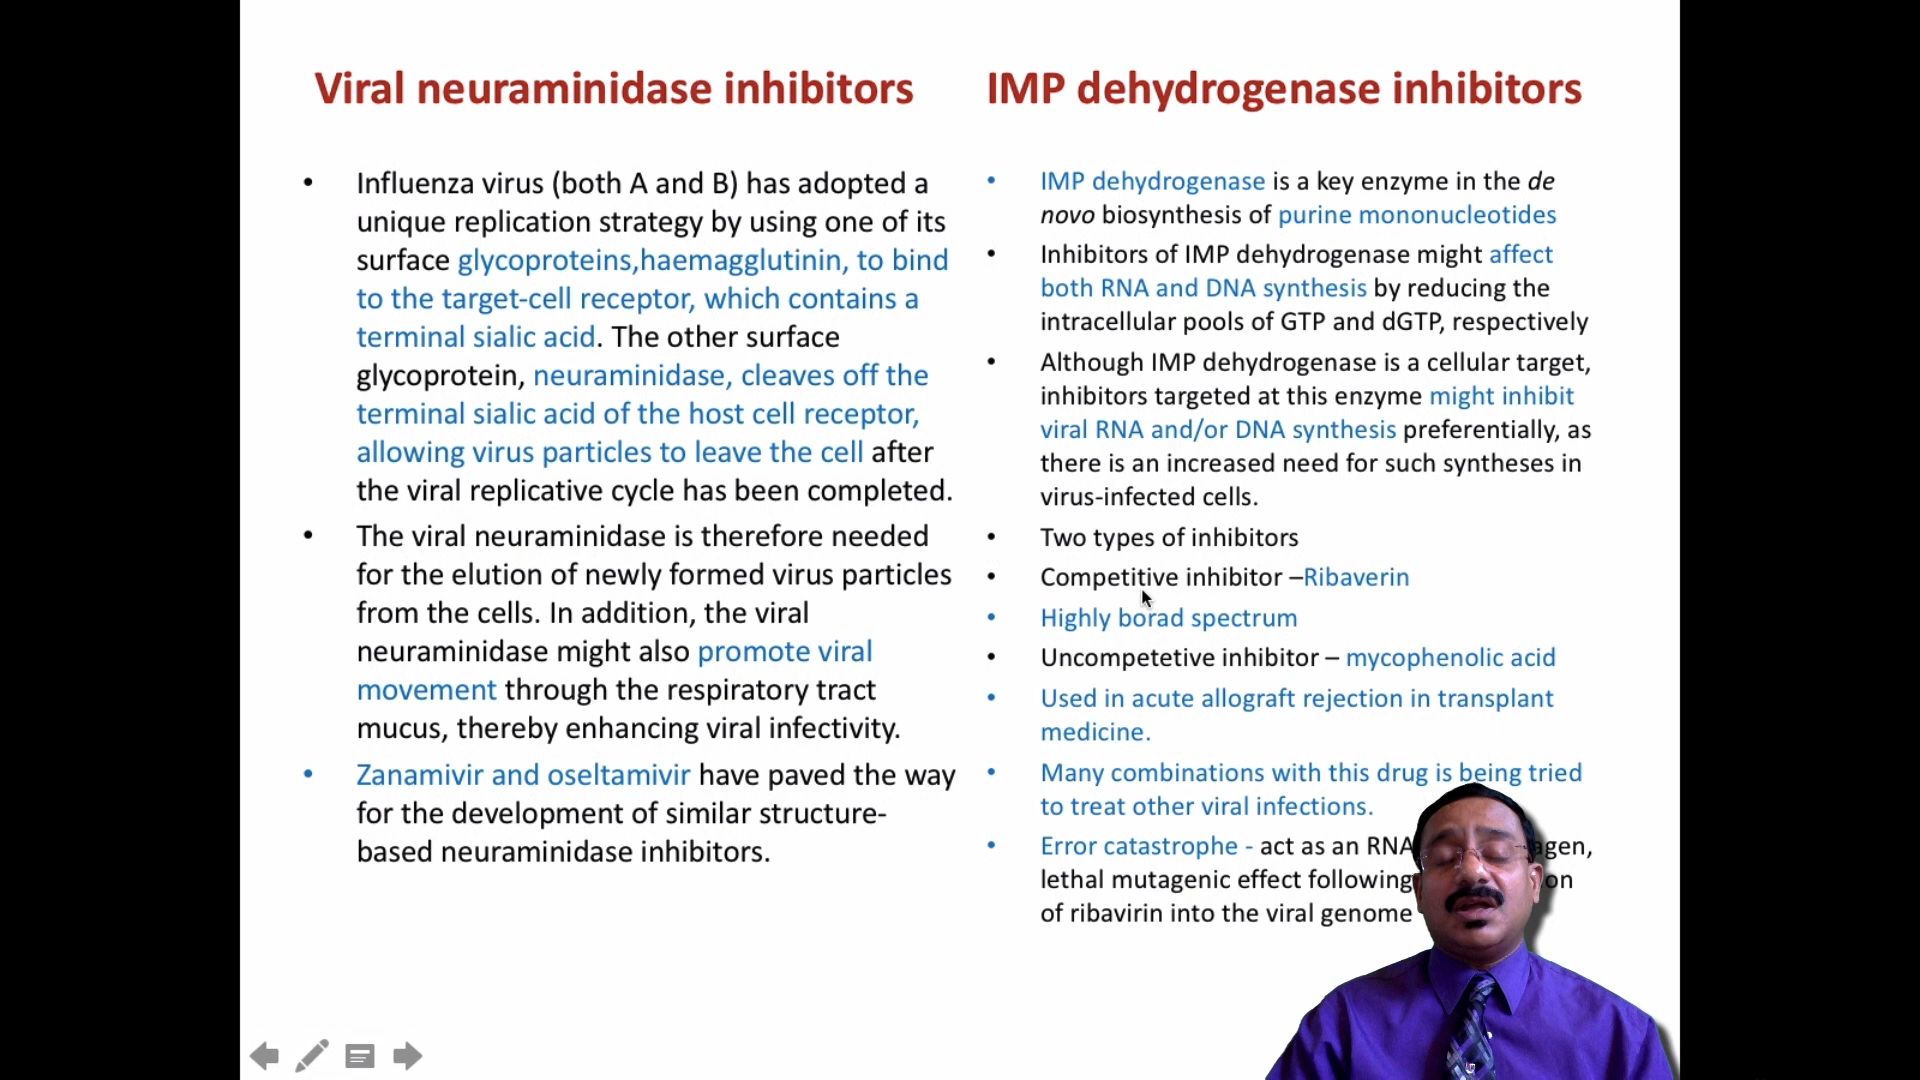 Viral neuraminidase inhibitors
• Influenza virus (both A and B) has adopted a
unique replication strategy by using one of its
surface glycoproteins,haemagglutinin, to bind
to the target-cell receptor, which contains a
terminal sialic acid. The other surface
glycoprotein, neuraminidase, cleaves off the
terminal sialic acid of the host cell receptor,
allowing virus particles to leave the cell after
the viral replicative cycle has been completed.
• The viral neuraminidase is therefore needed
for the elution of newly formed virus particles
from the cells. In addition, the viral
neuraminidase might also promote viral
movement through the respiratory tract
mucus, thereby enhancing viral infectivity.
• Zanamivir and oseltamivir have paved the way
for the development of similar structure-
based neuraminidase inhibitors.
IMP dehydrogenase inhibitors
• IMP dehydrogenase is a key enzyme in the de
novo biosynthesis of purine mononucleotides
• Inhibitors of IMP dehydrogenase might affect
both RNA and DNA synthesis by reducing the
intracellular pools of GTP and dGTP, respectively
• Although IMP dehydrogenase is a cellular target,
inhibitors targeted at this enzyme might inhibit
viral RNA and/or DNA synthesis preferentially, as
there is an increased need for such syntheses in
virus-infected cells.
• Two types of inhibitors
• Competitive inhibitor –Ribaverin
• Highly borad spectrum
• Uncompetetive inhibitor – mycophenolic acid
• Used in acute allograft rejection in transplant
medicine.
• Many combinations with this drug is being tried
to treat other viral infections.
• Error catastrophe - act as an RNA
lethal mutagenic effect following
of ribavirin into the viral genome